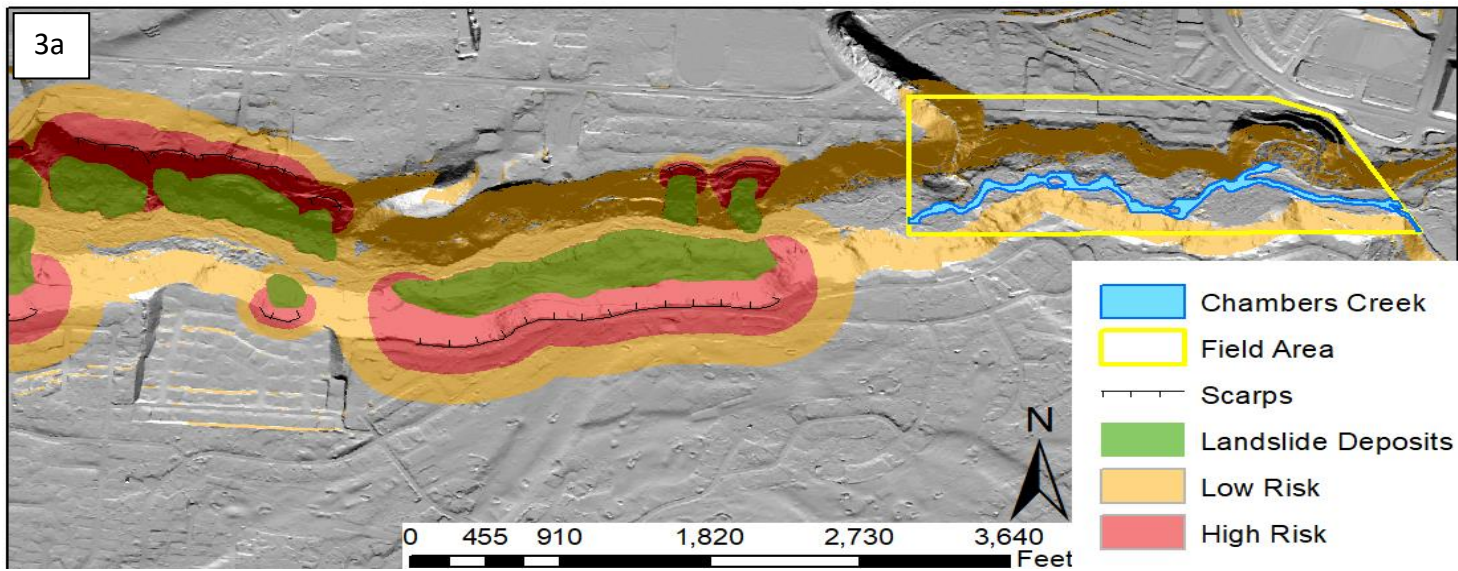 3a
Chambers Creek
Field Area
Scarps
Landslide Deposits
Low Risk
High Risk
N
0 455 910 1,820 2,730 3,640
Feet